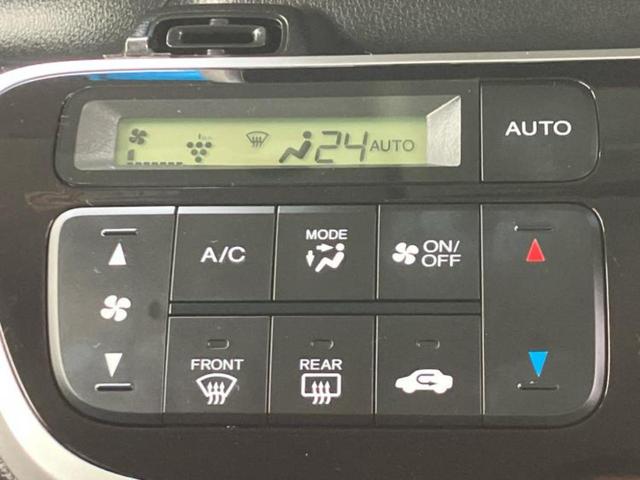 24 AUTO
AUTO
A/C
MODE
ON/
OFF
FRONT
REAR